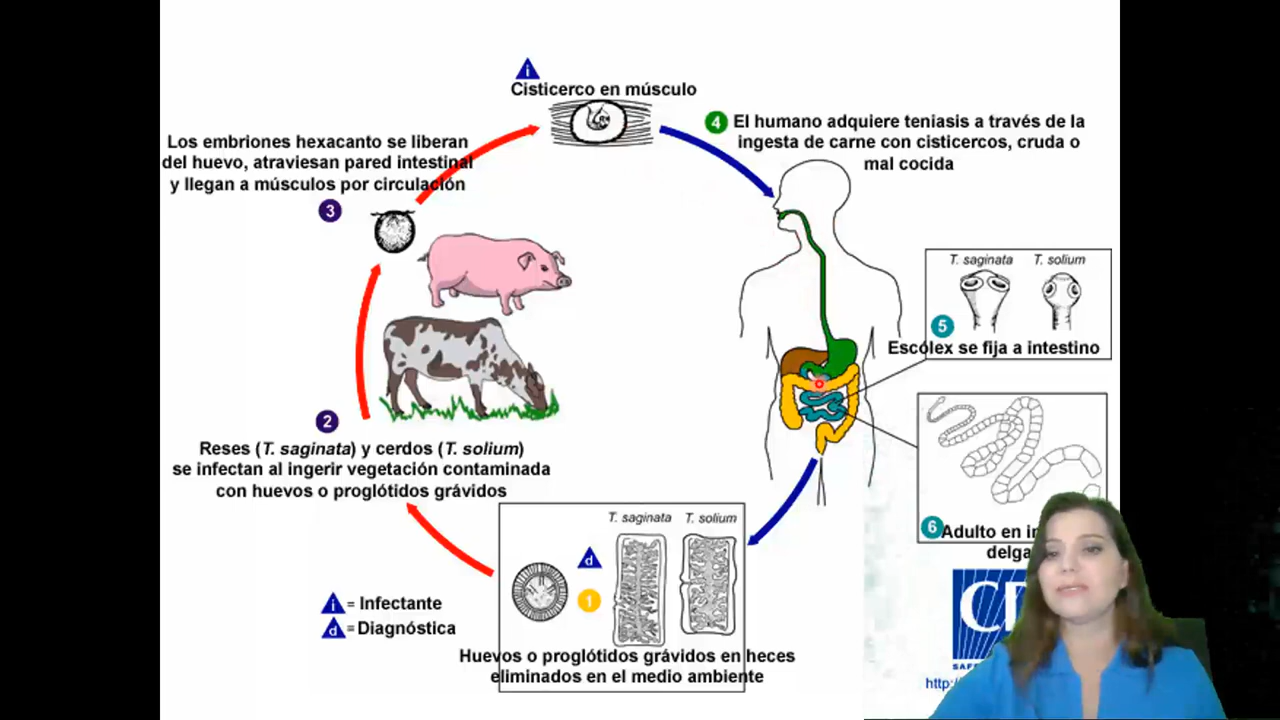 i
Cisticerco en músculo
4
El humano adquiere teniasis a través de la
ingesta de carne con cisticercos, cruda o
mal cocida
Los embriones hexacanto se liberan
del huevo, atraviesan pared intestinal
y llegan a músculos por circulación
3
T. saginata
T. solium
5
Escólex se fija a intestino
2
Reses (T. saginata) y cerdos (T. solium)
se infectan al ingerir vegetación contaminada
con huevos o proglótidos grávidos
6
Adulto en
T. saginata
T. solium
d
1
i = Infectante
d = Diagnóstica
Huevos o proglótidos grávidos en heces
eliminados en el medio ambiente
SAFE
http:/